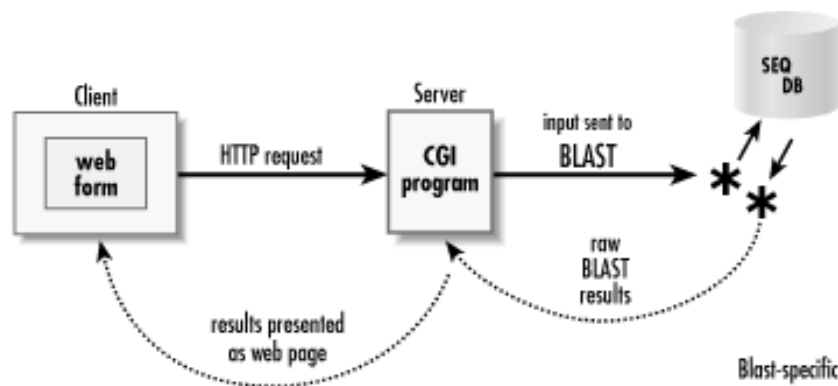 Client
web
form
HTTP request
Server
CGI
program
input sent to
BLAST
SEQ
DB
raw
BLAST
results
results presented
as web page
Blast-specific